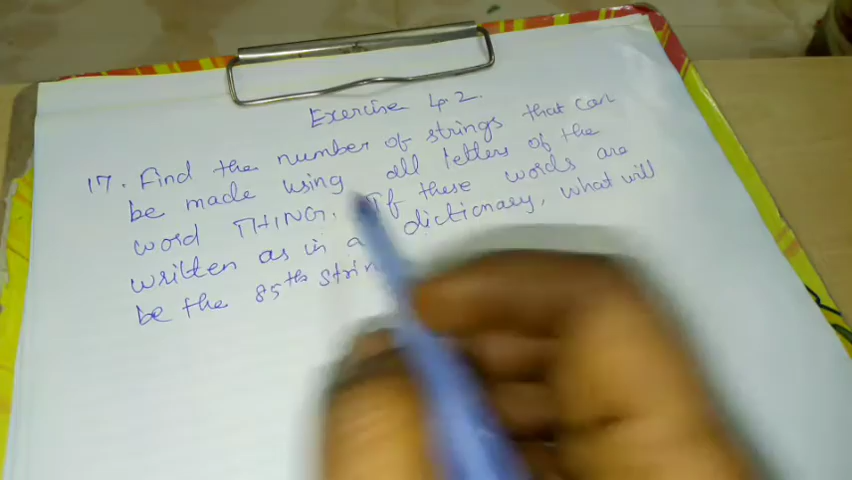 Exercise 4.2.
17. Find the number of strings that can
be made using all letters of the
word THING. If these words are
written as in a dictionary, what will
be the 85th strin